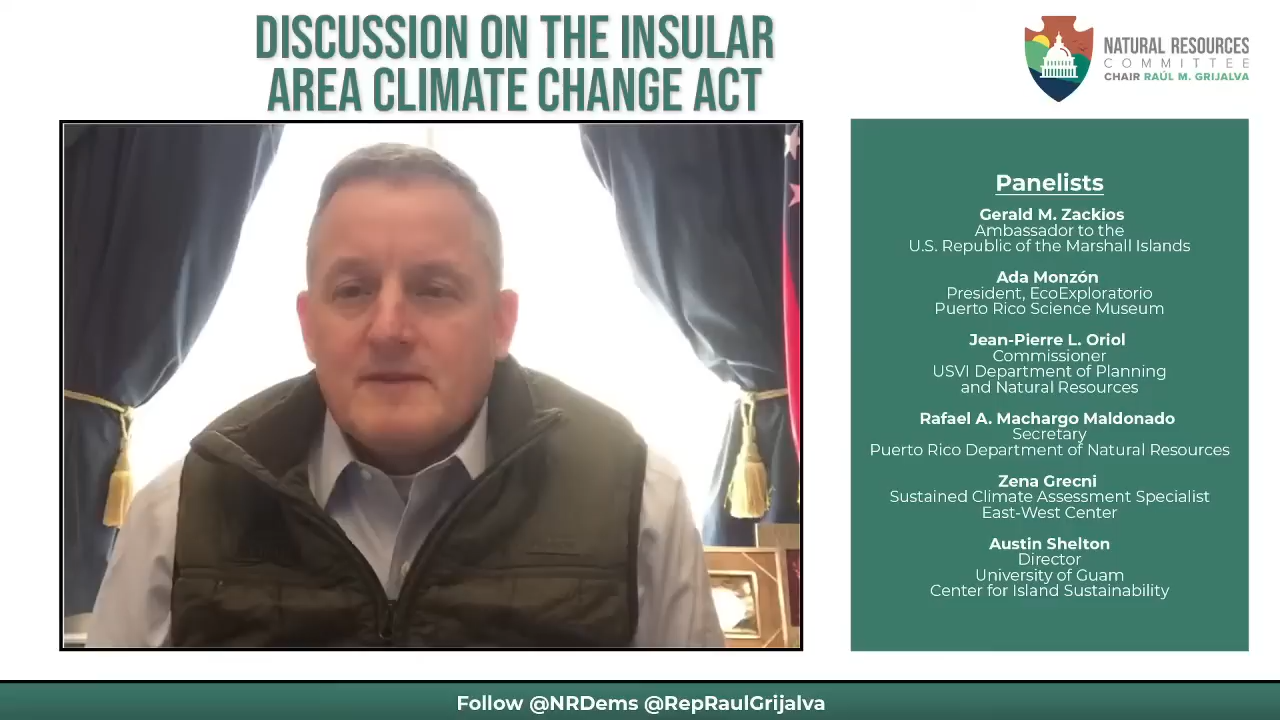 DISCUSSION ON THE INSULAR
AREA CLIMATE CHANGE ACT
NATURAL RESOURCES
COMMITTEE
CHAIR RAÚL M. GRIJALVA
Panelists
Gerald M. Zackios
Ambassador to the
U.S. Republic of the Marshall Islands
Ada Monzón
President, EcoExploratorio
Puerto Rico Science Museum
Jean-Pierre L. Oriol
Commissioner
USVI Department of Planning
and Natural Resources
Rafael A. Machargo Maldonado
Secretary
Puerto Rico Department of Natural Resources
Zena Grecni
Sustained Climate Assessment Specialist
East-West Center
Austin Shelton
Director
University of Guam
Center for Island Sustainability
Follow @NRDems @RepRaulGrijalva